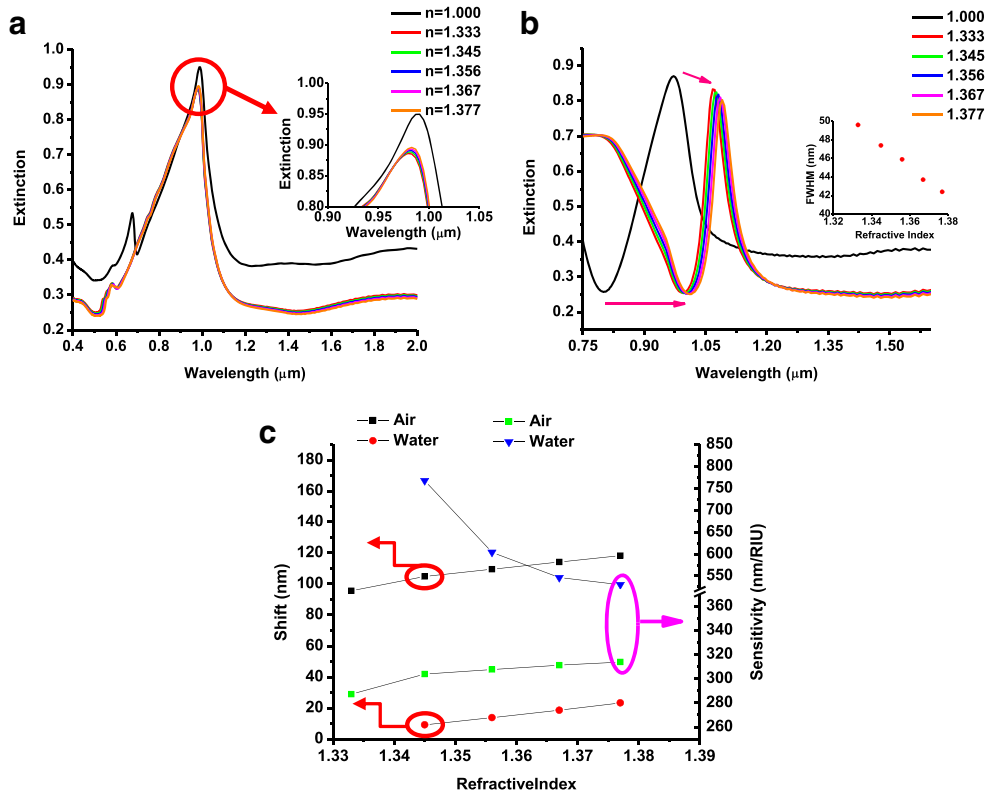 a
n=1.000
n=1.333
n=1.345
n=1.356
n=1.367
n=1.377
1.0
0.9
0.8
0.7
0.6
0.5
0.4
0.3
0.2
Extinction
0.4 0.6 0.8 1.0 1.2 1.4 1.6 1.8 2.0
Wavelength (μm)
1.00
0.95
0.90
0.85
0.80
Extinction
0.90 0.95 1.00 1.05
Wavelength (μm)
b
1.000
1.333
1.345
1.356
1.367
1.377
0.9
0.8
0.7
0.6
0.5
0.4
0.3
0.2
Extinction
0.75 0.90 1.05 1.20 1.35 1.50
Wavelength (μm)
50
48
46
44
42
40
FWHM (nm)
1.32 1.34 1.36 1.38
Refractive Index
c
Air
Water
Air
Water
180
160
140
120
100
80
60
40
20
0
Shift (nm)
850
800
750
700
650
600
550
360
340
310
280
260
Sensitivity (nm/RIU)
1.33 1.34 1.35 1.36 1.37 1.38 1.39
RefractiveIndex